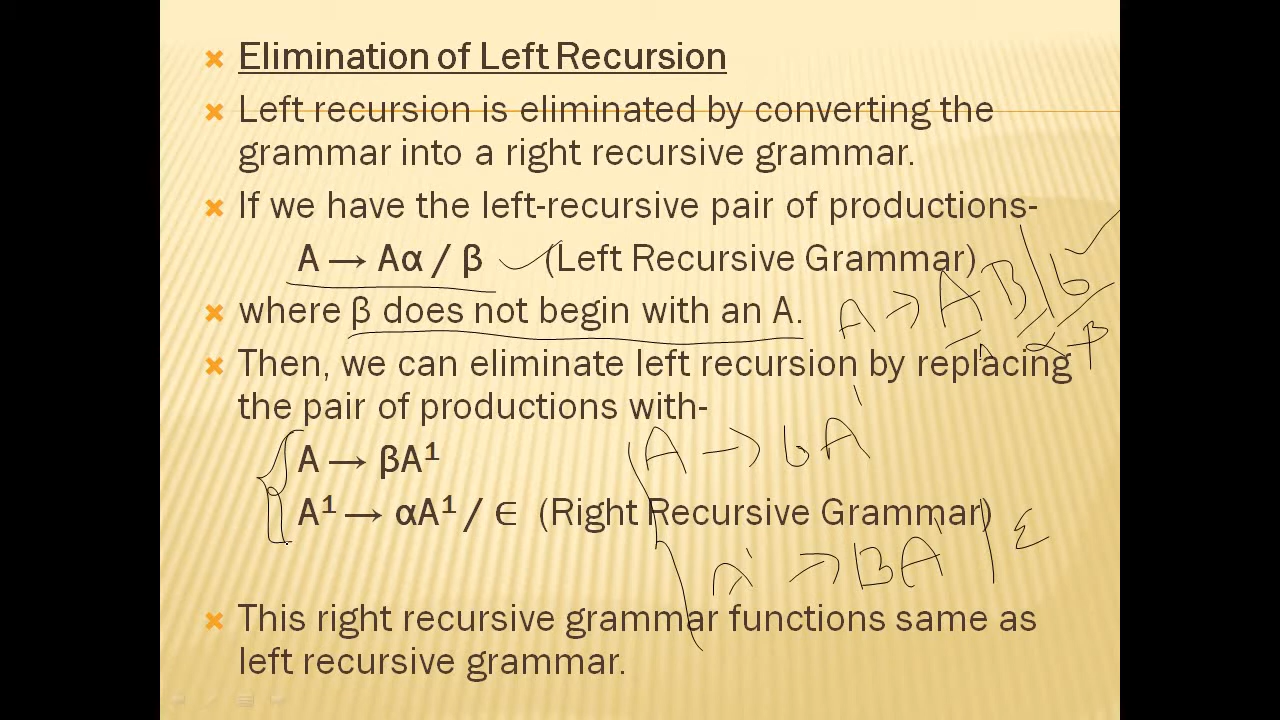 Elimination of Left Recursion
Left recursion is eliminated by converting the
grammar into a right recursive grammar.
If we have the left-recursive pair of productions-
A → Aα / β (Left Recursive Grammar)
where β does not begin with an A.
A → A B / b
α β
Then, we can eliminate left recursion by replacing
the pair of productions with-
A → βA¹
A → bA'
A¹ → αA¹ / ∈ (Right Recursive Grammar)
A' → BA' | ε
This right recursive grammar functions same as
left recursive grammar.